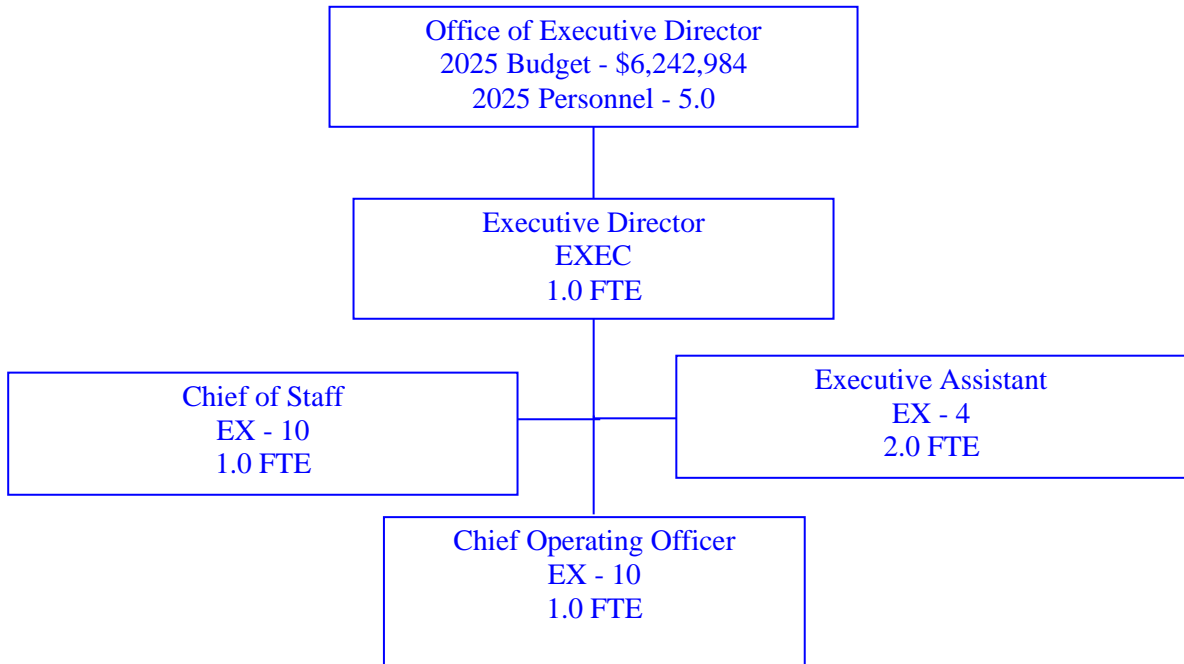 Office of Executive Director
2025 Budget - $6,242,984
2025 Personnel - 5.0
Executive Director
EXEC
1.0 FTE
Chief of Staff
EX - 10
1.0 FTE
Executive Assistant
EX - 4
2.0 FTE
Chief Operating Officer
EX - 10
1.0 FTE